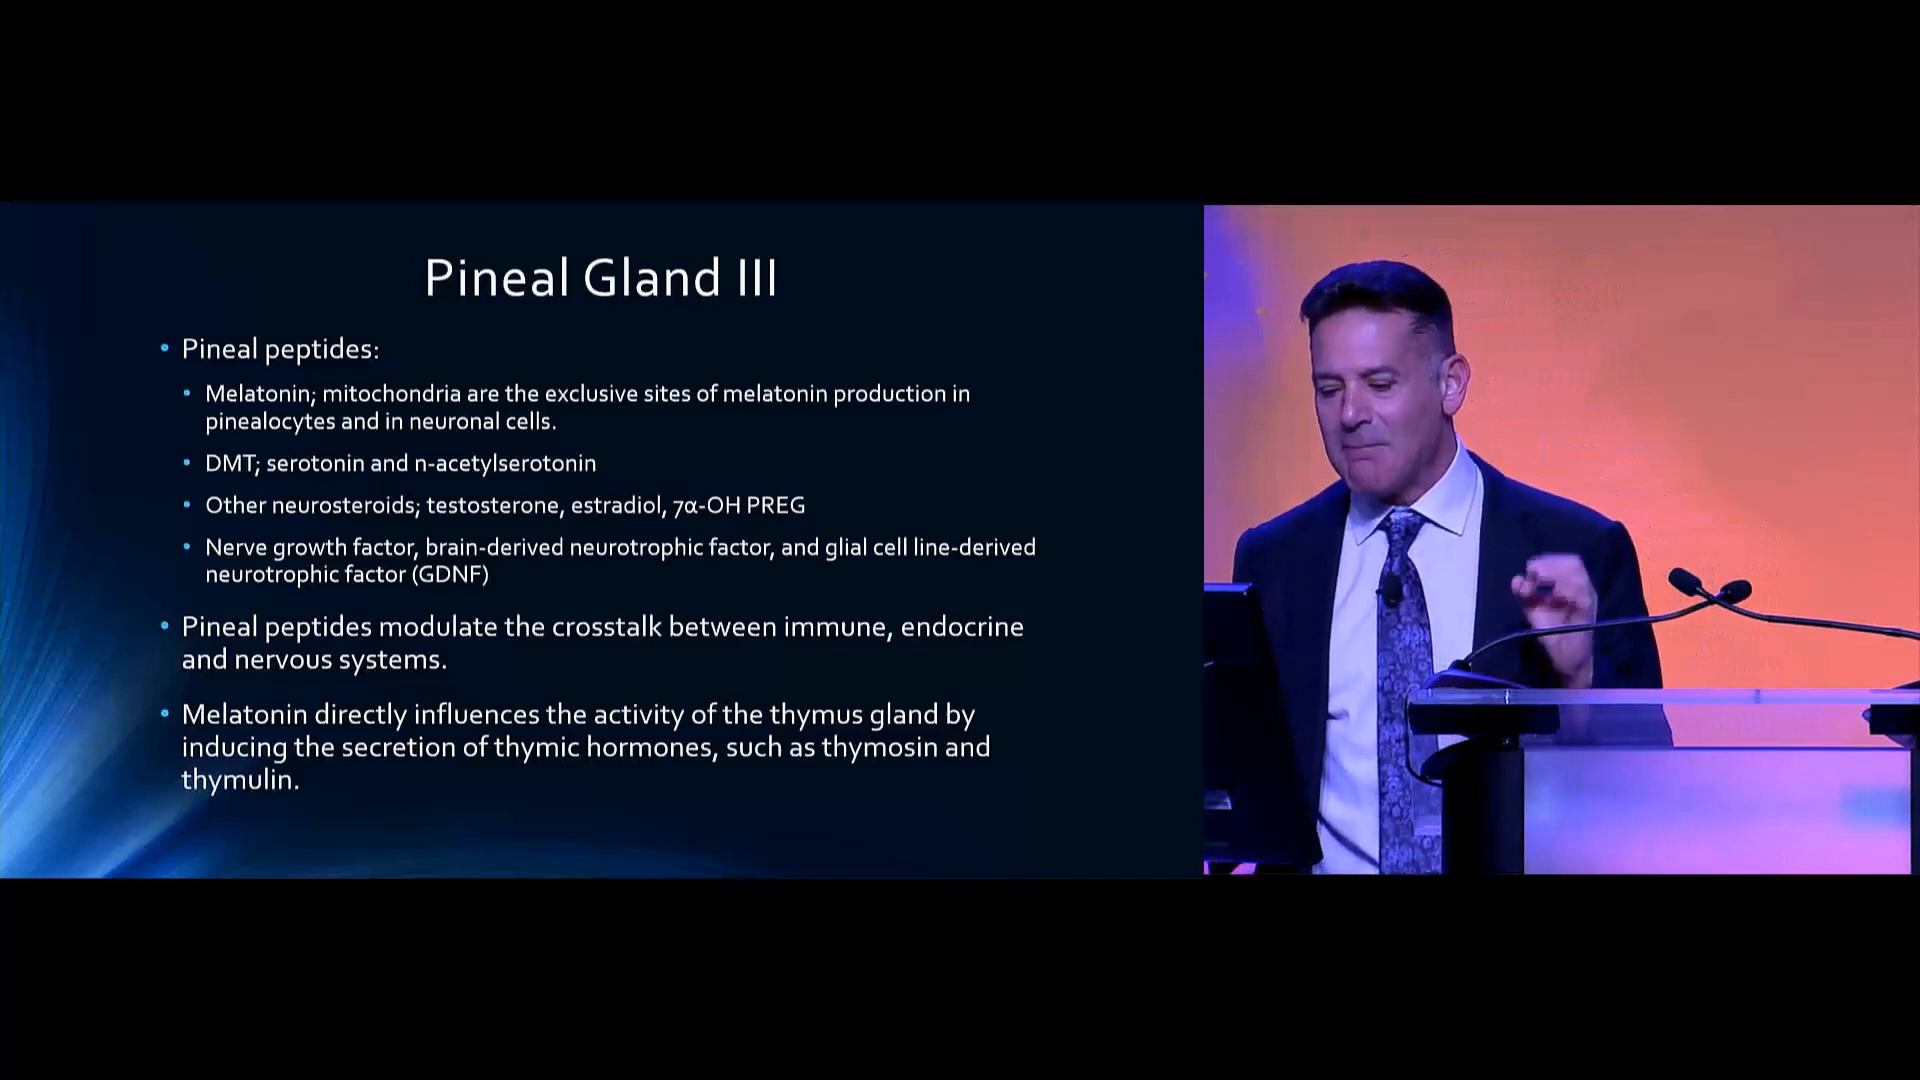 Pineal Gland III
• Pineal peptides:
• Melatonin; mitochondria are the exclusive sites of melatonin production in
pinealocytes and in neuronal cells.
• DMT; serotonin and n-acetylserotonin
• Other neurosteroids; testosterone, estradiol, 7α-OH PREG
• Nerve growth factor, brain-derived neurotrophic factor, and glial cell line-derived
neurotrophic factor (GDNF)
• Pineal peptides modulate the crosstalk between immune, endocrine
and nervous systems.
• Melatonin directly influences the activity of the thymus gland by
inducing the secretion of thymic hormones, such as thymosin and
thymulin.